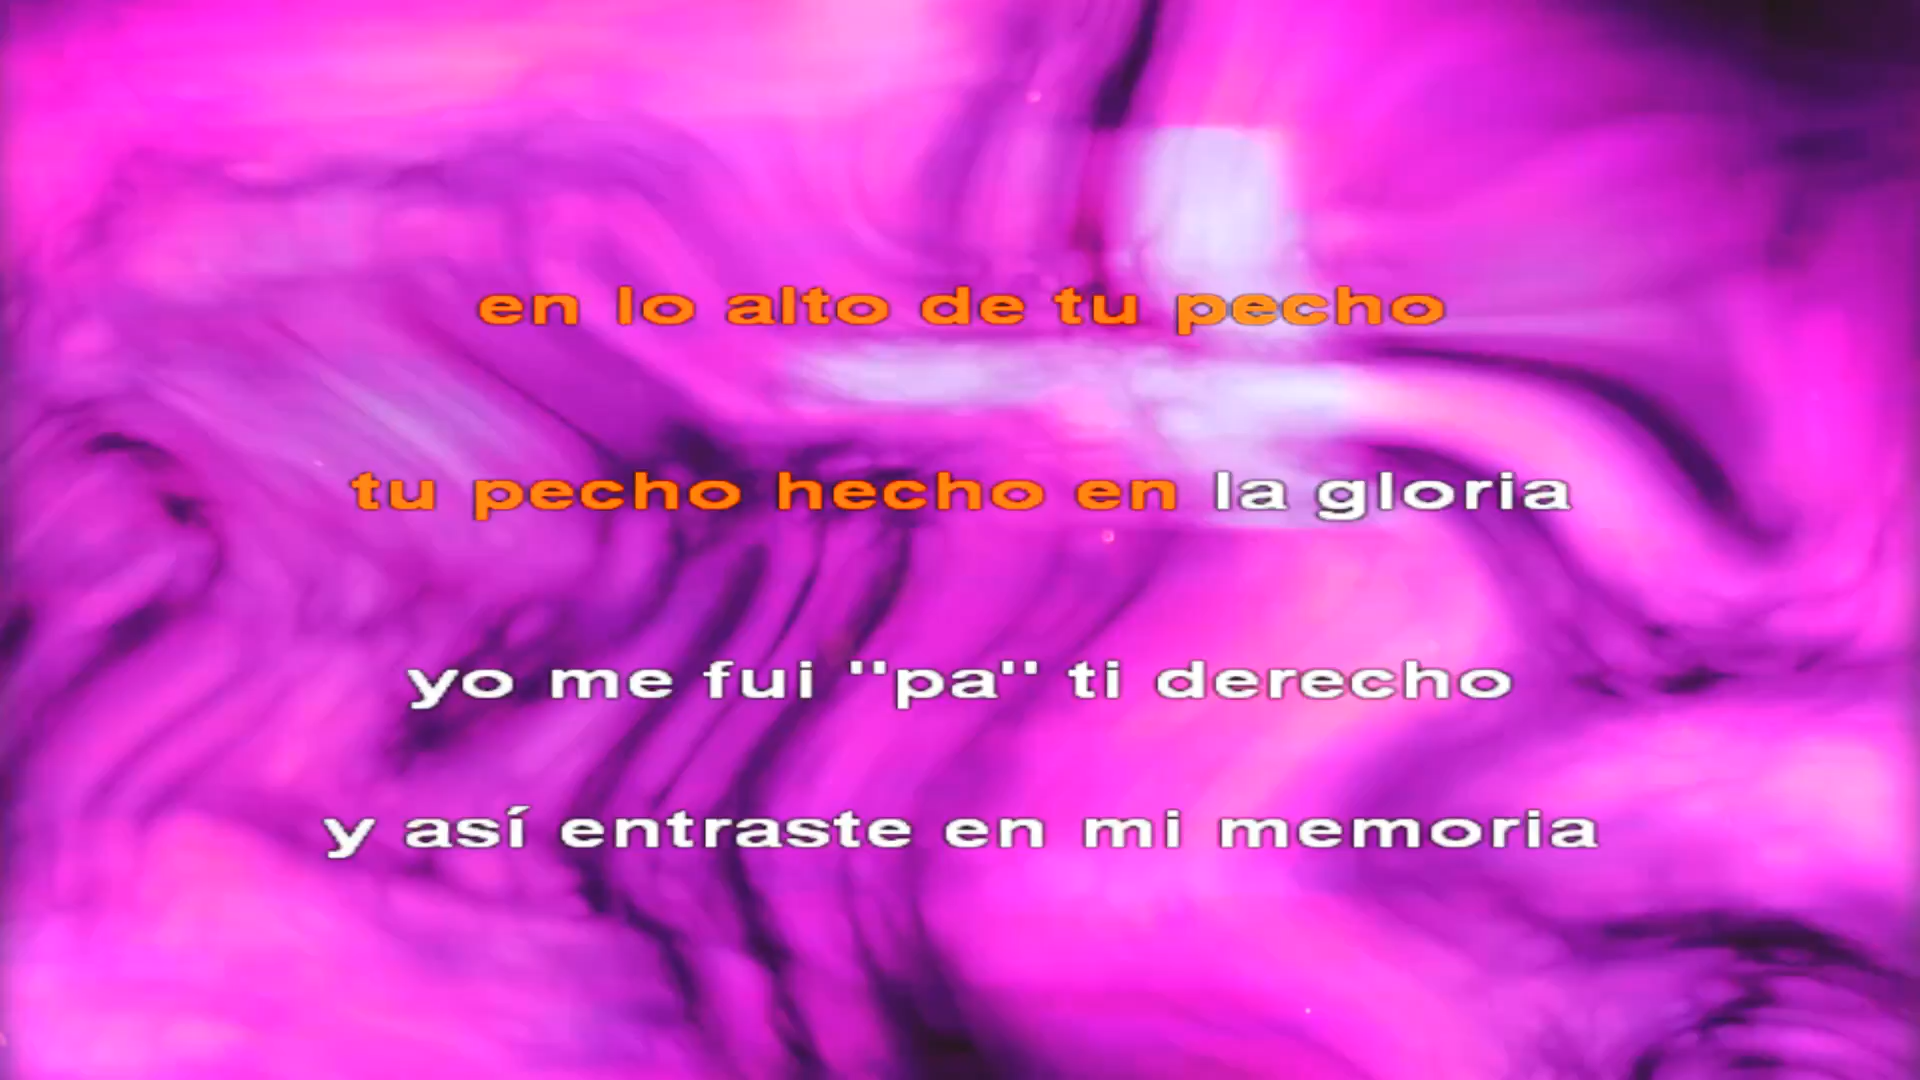 en lo alto de tu pecho
tu pecho hecho en la gloria
yo me fui "pa" ti derecho
y así entraste en mi memoria